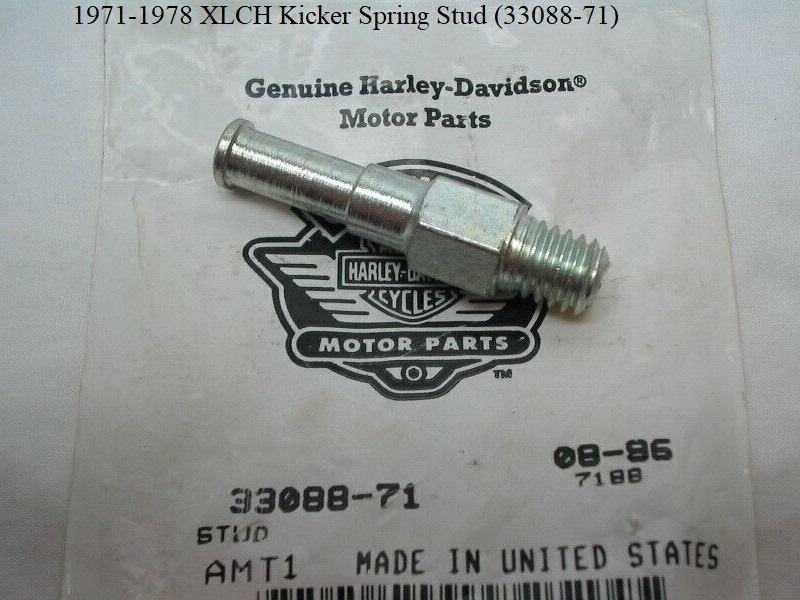 1971-1978 XLCH Kicker Spring Stud (33088-71)
Genuine Harley-Davidson®
Motor Parts
HARLEY-DA
CYCLES
MOTOR PARTS
TM
08-86
7188
33088-71
STUD
AMT1 MADE IN UNITED STATES